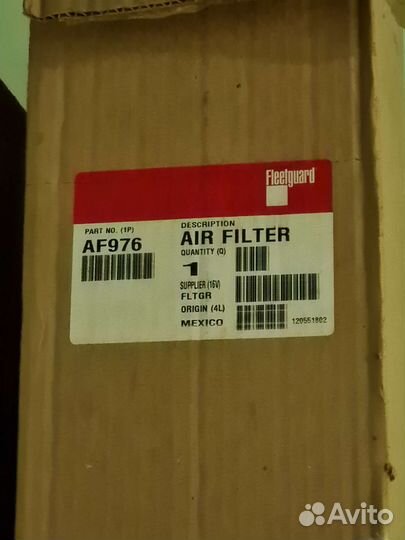 Fleetguard
PART NO. (1P)
AF976
DESCRIPTION
AIR FILTER
QUANTITY (Q)
1
SUPPLIER (16V)
FLTGR
ORIGIN (4L)
MEXICO
120551802
Avito